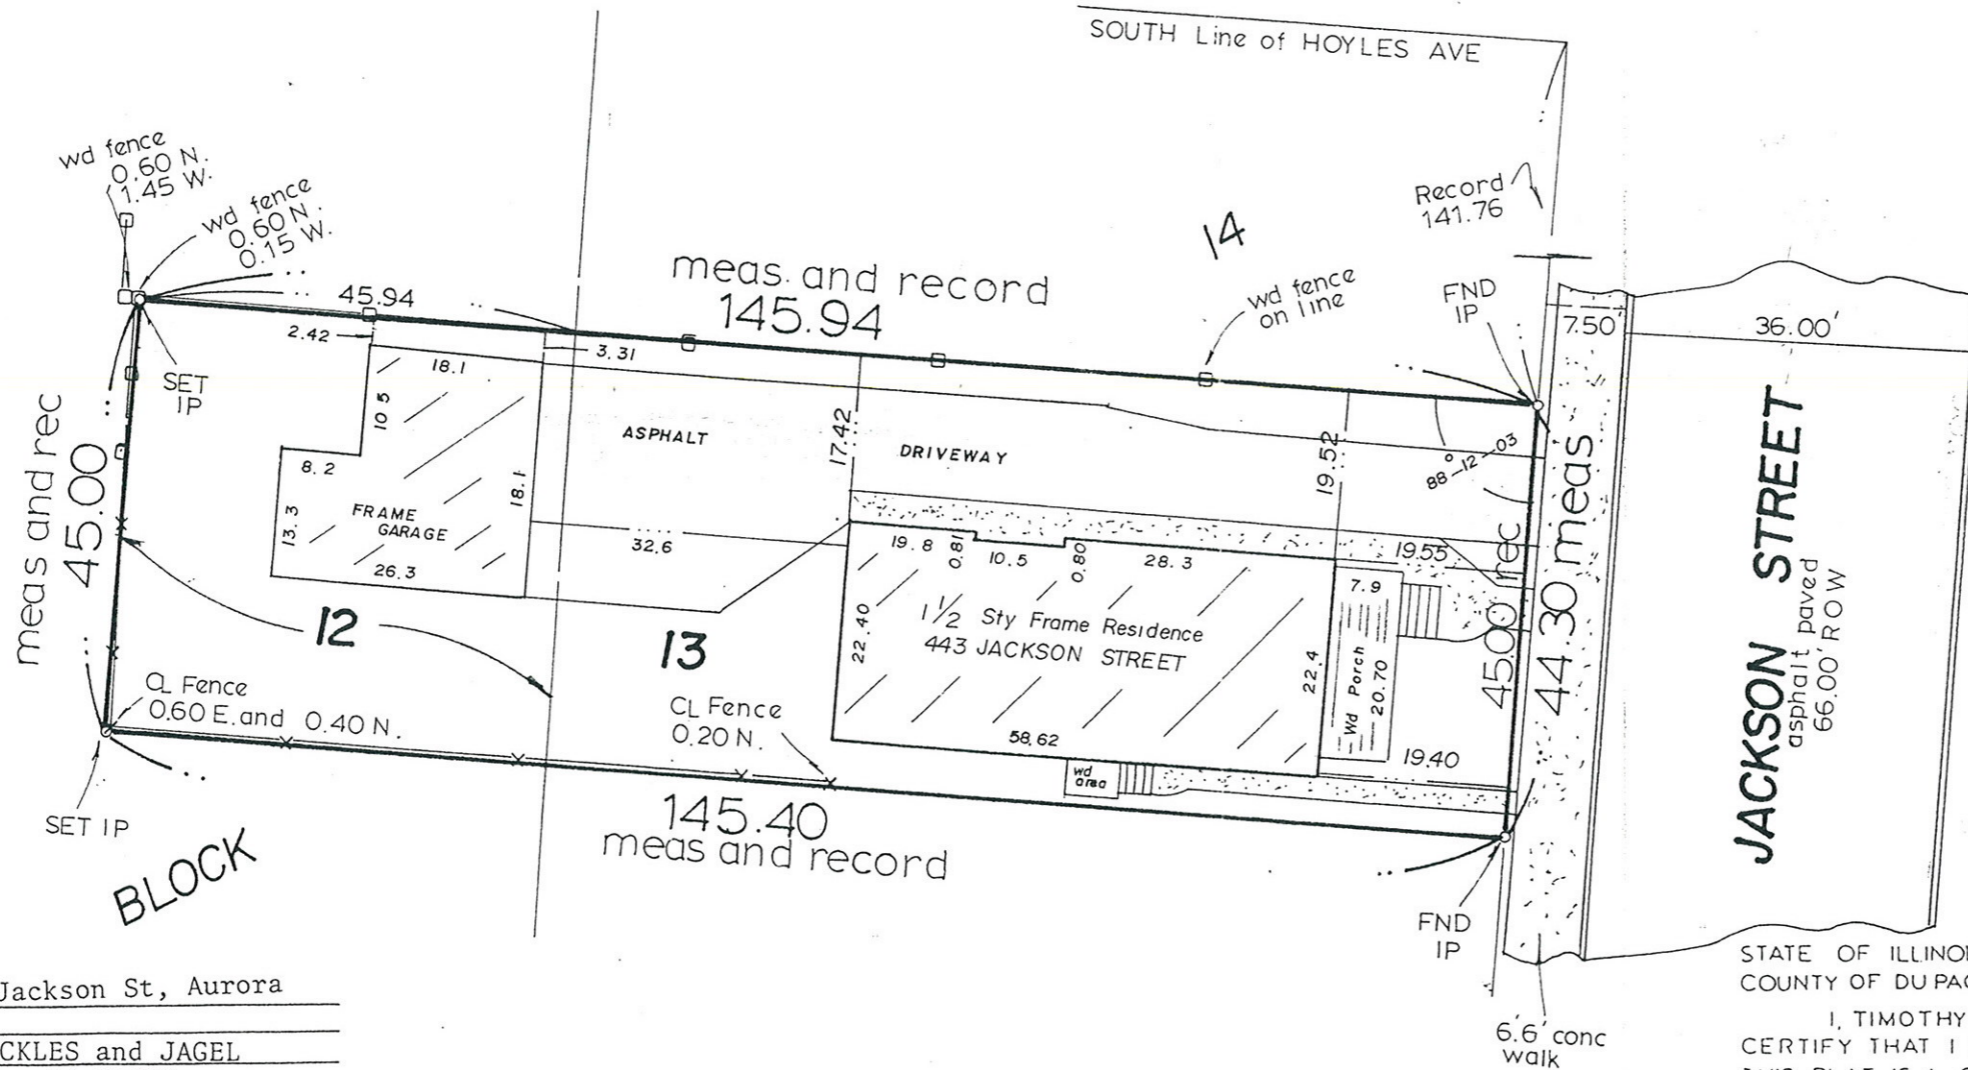 SOUTH Line of HOYLES AVE
wd fence
0.60 N.
1.45 W.
wd fence
0.60 N.
0.15 W.
Record
141.76
14
meas. and record
145.94
45.94
wd fence
on line
FND
IP
7.50'
36.00'
2.42
3.31
SET
IP
18.1
10.5
ASPHALT
17.42
DRIVEWAY
19.52
88-12-03
meas and rec
45.00
8.2
13.3
FRAME
GARAGE
18.1
26.3
32.6
19.8
0.81
10.5
0.80
28.3
19.55
7.9
1 1/2 Sty Frame Residence
443 JACKSON STREET
22.40
22.4
Wd Porch
20.70
45.00 rec
44.30 meas
JACKSON STREET
asphalt paved
66.00' ROW
12
13
CL Fence
0.60 E. and 0.40 N.
CL Fence
0.20 N.
58.62
19.40
wd
area
SET IP
145.40
meas and record
BLOCK
FND
IP
6.6' conc
walk
Jackson St, Aurora
CKLES and JAGEL
STATE OF ILLINOI
COUNTY OF DU PAG
I, TIMOTHY
CERTIFY THAT I